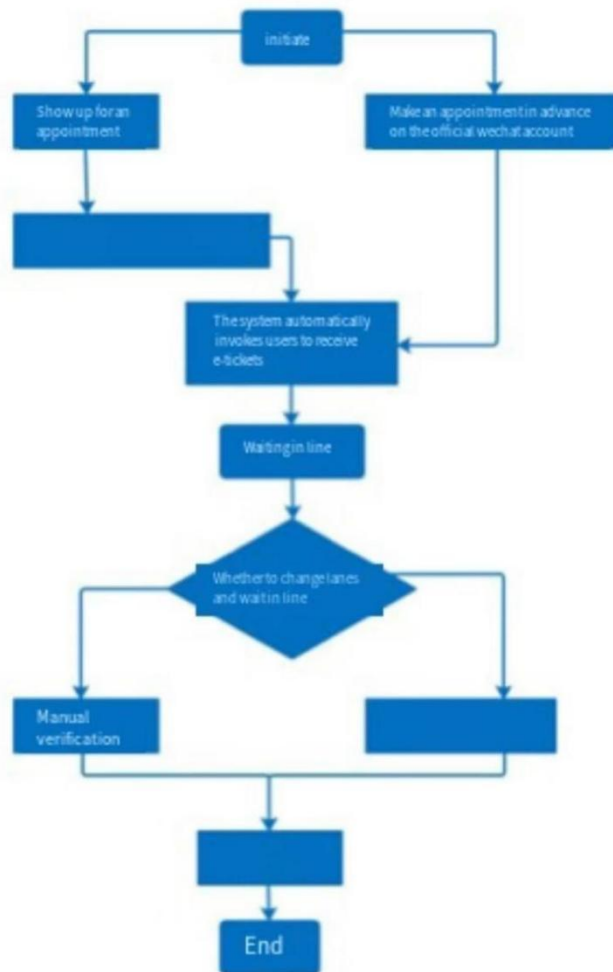 initiate
Show up for an
appointment
Make an appointment in advance
on the official wechat account
The system automatically
invokes users to receive
e-tickets
Waiting in line
Whether to change lanes
and wait in line
Manual
verification
End